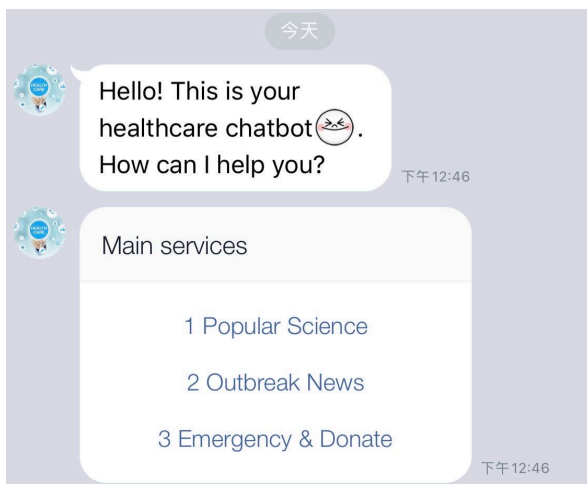 今天
Hello! This is your
healthcare chatbot.
How can I help you?
下午12:46
Main services
1 Popular Science
2 Outbreak News
3 Emergency & Donate
下午12:46